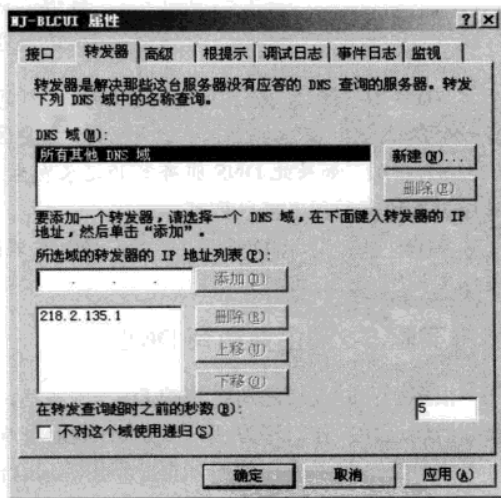 WJ-BLCUI 属性
接口 转发器 高级 根提示 调试日志 事件日志 监视
转发器是解决那些这台服务器没有应答的 DNS 查询的服务器。转发
下列 DNS 域中的名称查询。
DNS 域(M):
所有其他 DNS 域
新建(N)...
删除(E)
要添加一个转发器，请选择一个 DNS 域，在下面键入转发器的 IP
地址，然后单击“添加”。
所选域的转发器的 IP 地址列表(P):
. . . 添加(D)
218.2.135.1
删除(R)
上移(U)
下移(O)
在转发查询超时之前的秒数(B): 5
不对这个域使用递归(S)
确定 取消 应用(A)